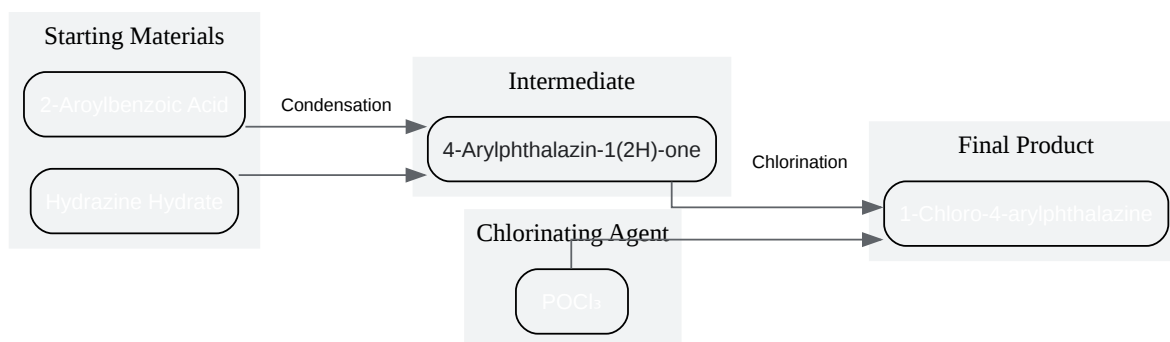 Starting Materials
2-Aroylbenzoic Acid
Hydrazine Hydrate
Condensation
Intermediate
4-Arylphthalazin-1(2H)-one
Chlorinating Agent
POCl₃
Chlorination
Final Product
1-Chloro-4-arylphthalazine